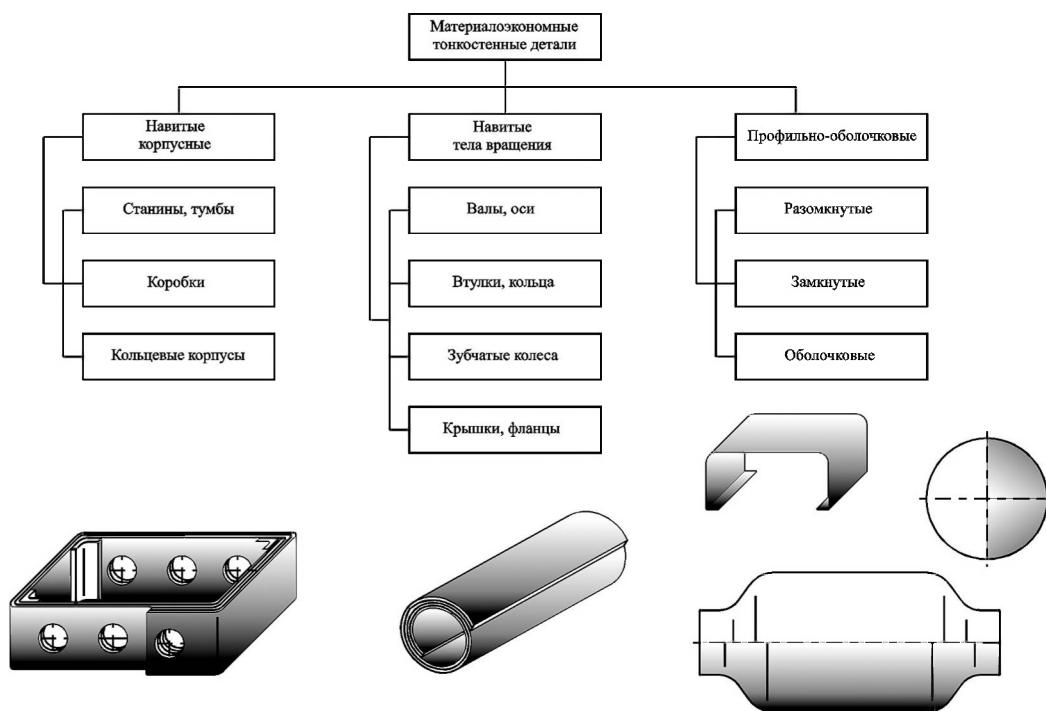 Материалоэкономные
тонкостенные детали
Навитые
корпусные
Навитые
тела вращения
Профильно-оболочковые
Станины, тумбы
Валы, оси
Разомкнутые
Коробки
Втулки, кольца
Замкнутые
Кольцевые корпусы
Зубчатые колеса
Оболочковые
Крышки, фланцы